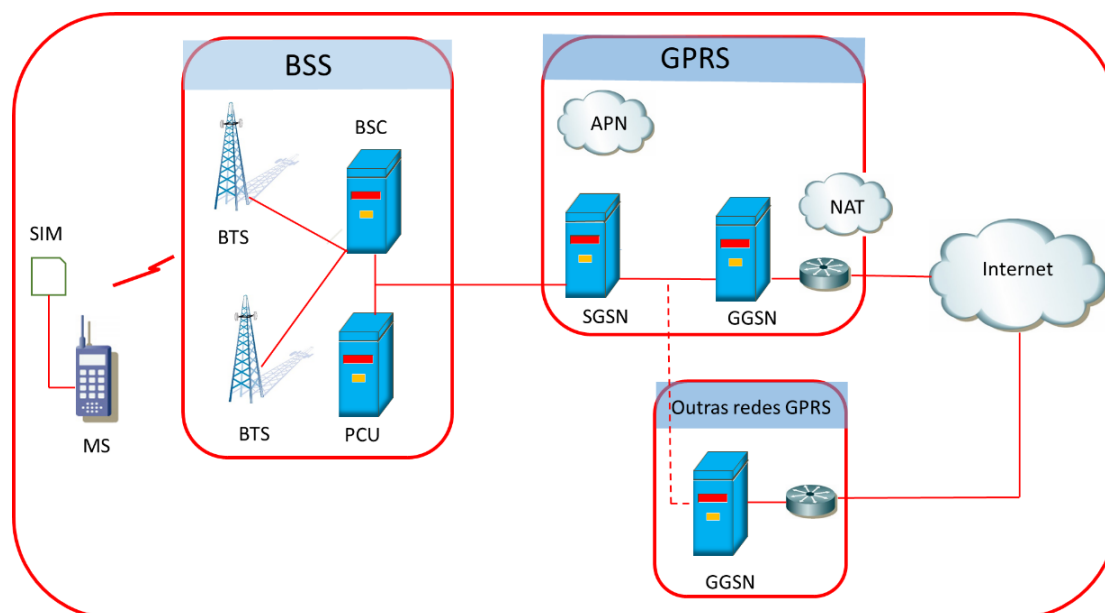 BSS
GPRS
APN
BSC
NAT
SIM
BTS
Internet
SGSN
GGSN
MS
BTS
PCU
Outras redes GPRS
GGSN